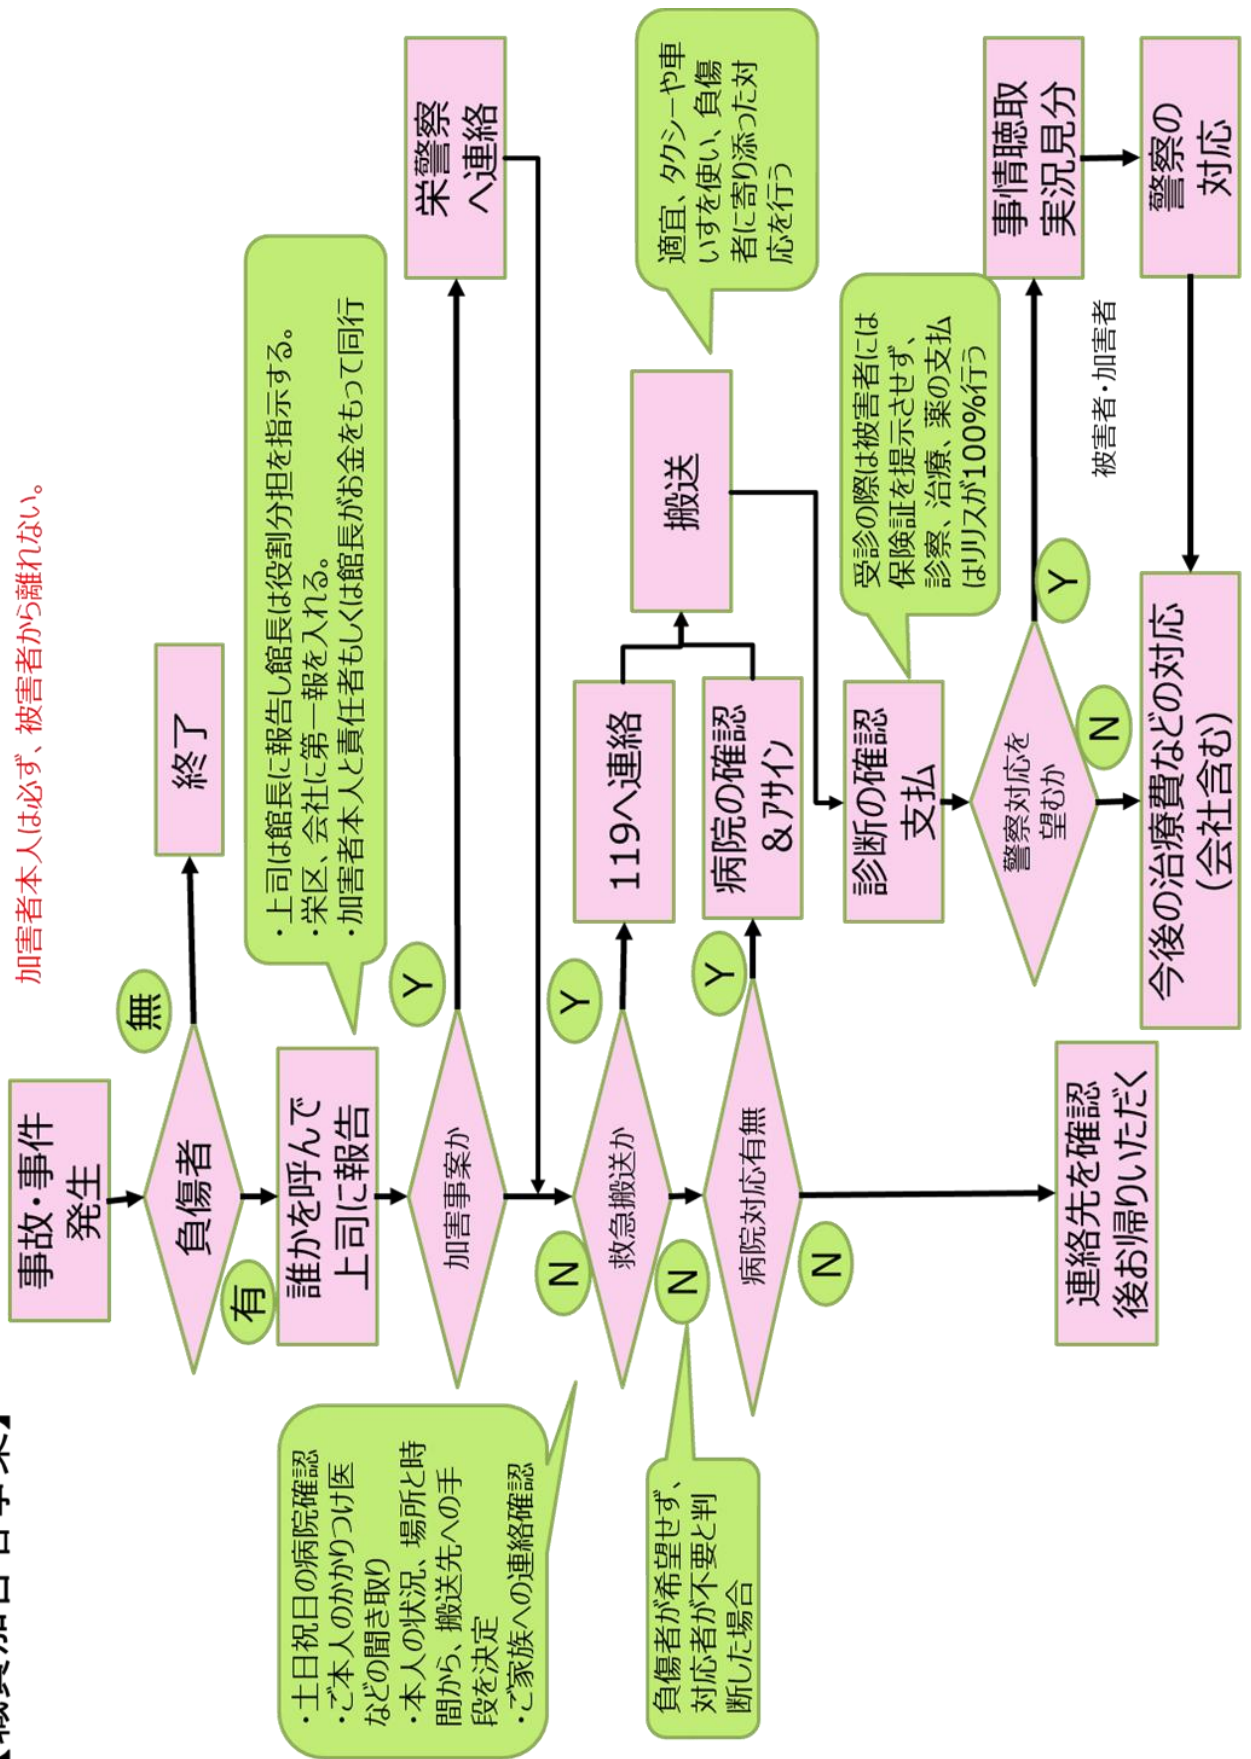 加害者本人は必ず、被害者から離れない。
事故・事件
発生
負傷者
無
終了
有
誰かを呼んで
上司に報告
・上司は館長に報告し館長は役割分担を指示する。
・栄区、会社に第一報を入れる。
・加害者本人と責任者もしくは館長がお金をもって同行
加害事案か
Y
栄警察
へ連絡
N
・土日祝日の病院確認
・ご本人のかかりつけ医
などの聞き取り
・本人の状況、場所と時
間から、搬送先への手
段を決定
・ご家族への連絡確認
救急搬送か
Y
119へ連絡
N
負傷者が希望せず、
対応者が不要と判
断した場合
病院対応有無
Y
病院の確認
&アサイン
N
搬送
適宜、タクシーや車
いすを使い、負傷
者に寄り添った対
応を行う
診断の確認
支払
受診の際は被害者には
保険証を提示させず、
診察、治療、薬の支払
はリリスが100%行う
警察対応を
望むか
Y
事情聴取
実況見分
被害者・加害者
警察の
対応
N
連絡先を確認
後お帰りいただく
今後の治療費などの対応
(会社含む)